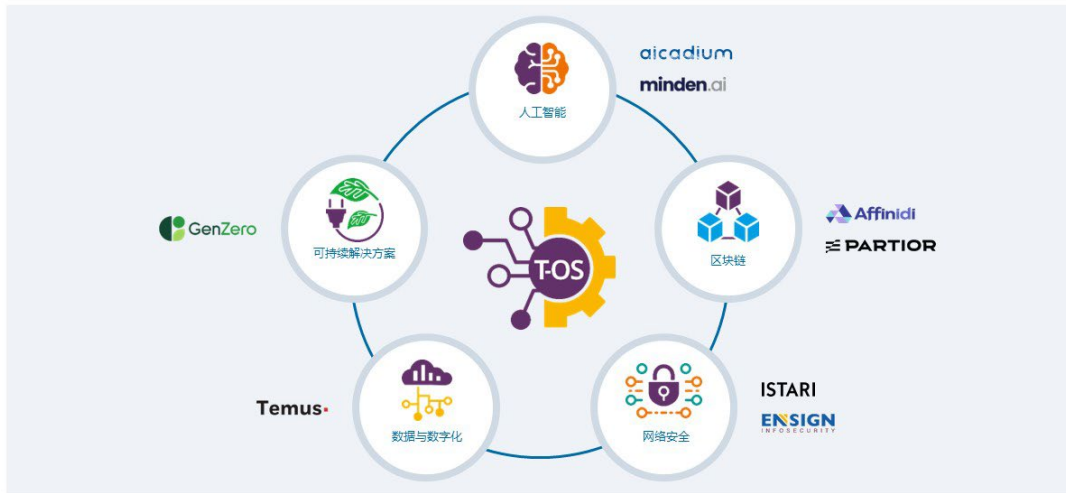 aicadium
minden.ai
人工智能
GenZero
可持续解决方案
Affinidi
PARTIOR
区块链
T-OS
Temus
数据与数字化
ISTARI
ENSIGN
INFOSECURITY
网络安全